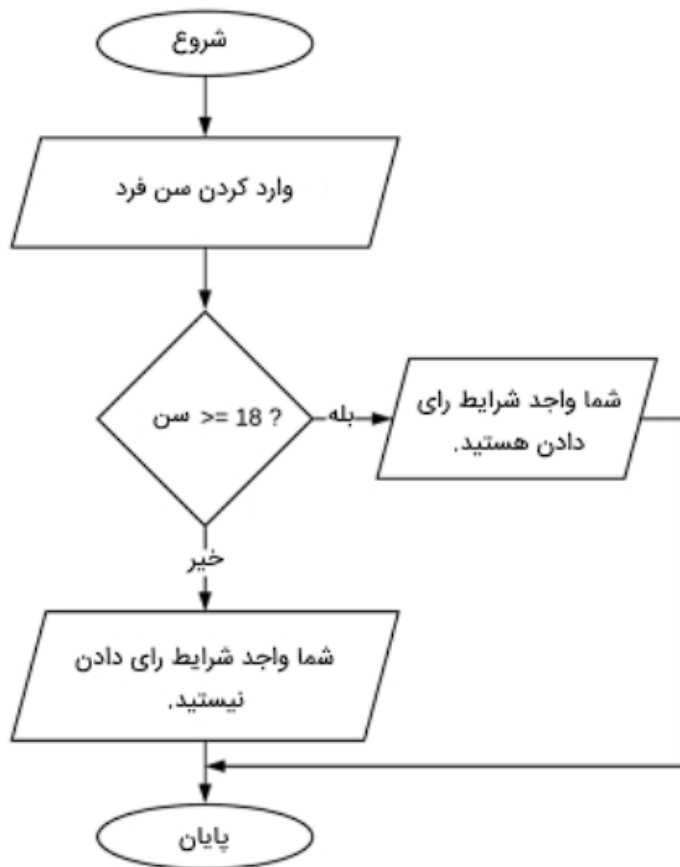 شروع
وارد کردن سن فرد
سن >= 18 ?
بله
شما واجد شرایط رای
دادن هستید.
خیر
شما واجد شرایط رای دادن
نیستید.
پایان